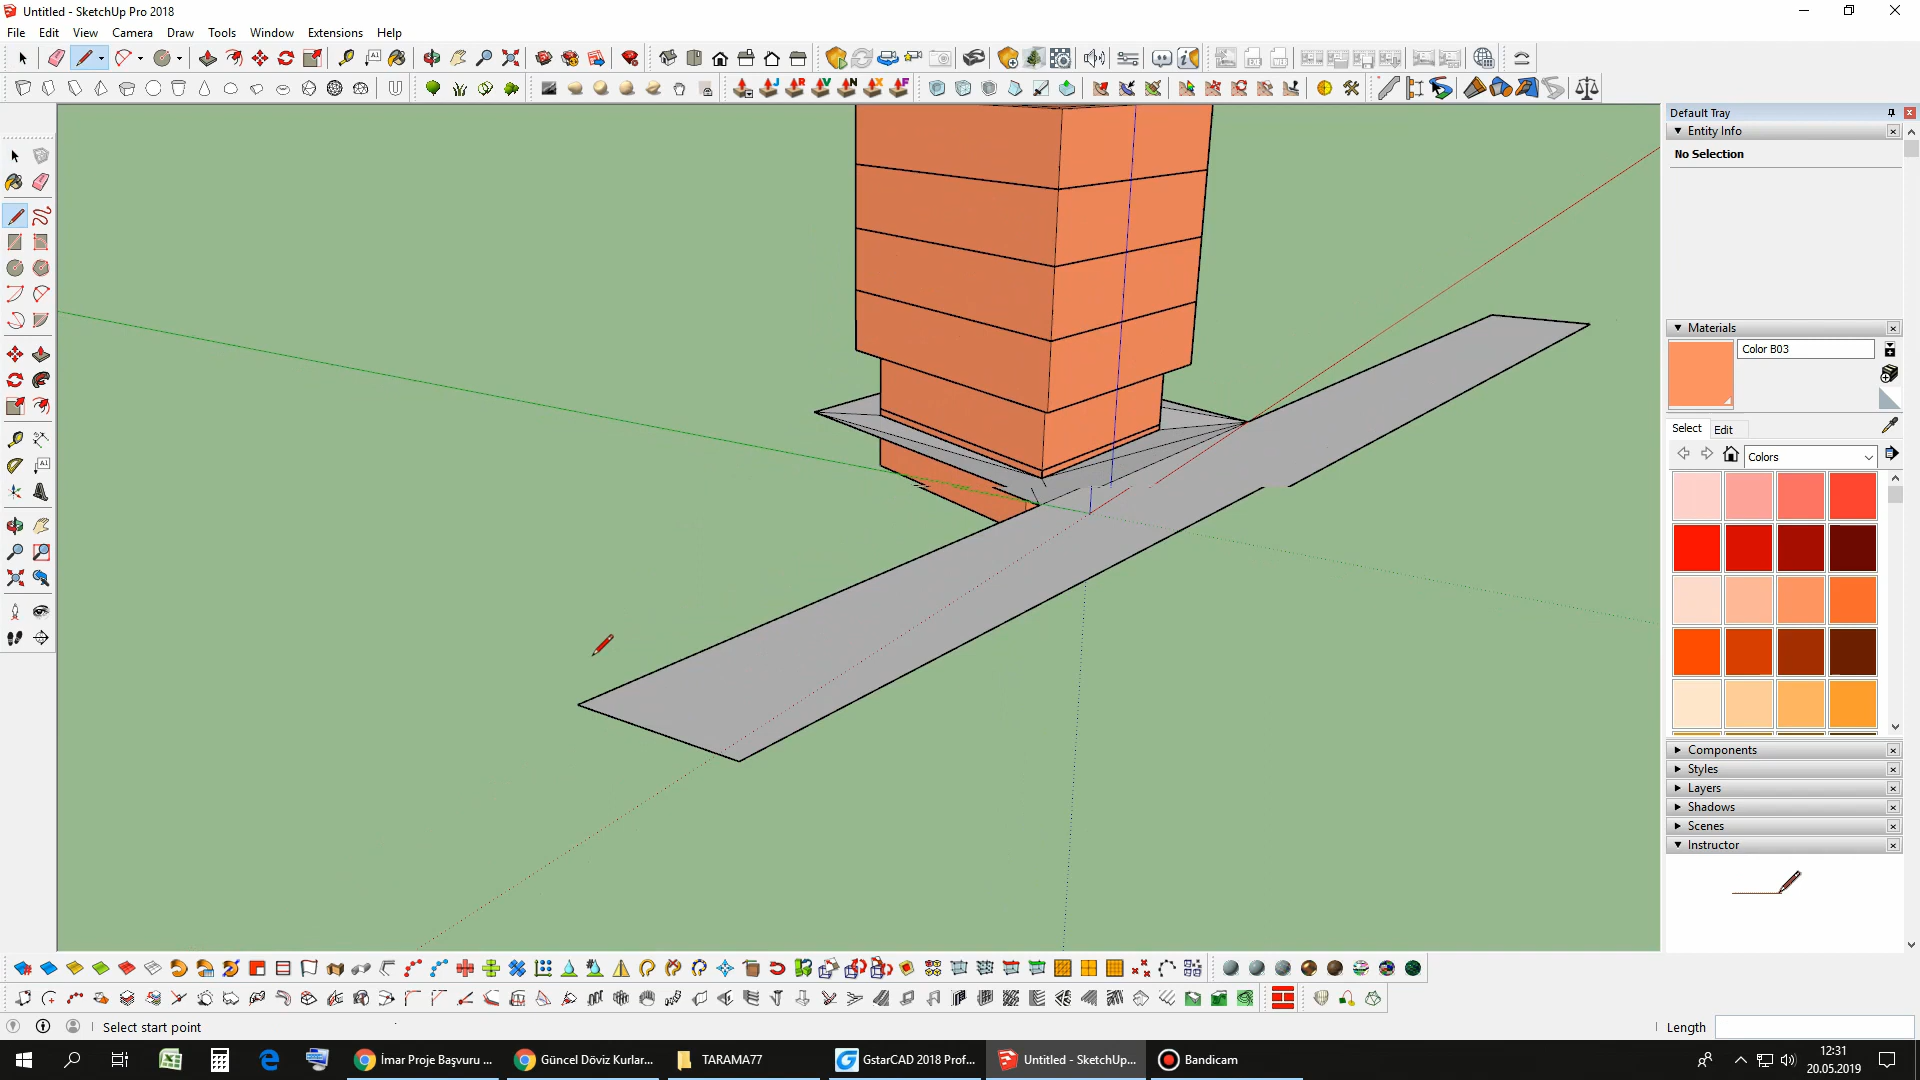 Untitled - SketchUp Pro 2018
File Edit View Camera Draw Tools Window Extensions Help
Default Tray
Entity Info
No Selection
Materials
Color B03
Select Edit
Colors
Components
Styles
Layers
Shadows
Scenes
Instructor
Select start point
Length
İmar Proje Başvuru ...
Güncel Döviz Kurlar...
TARAMA77
GstarCAD 2018 Prof...
Untitled - SketchUp...
Bandicam
12:31
20.05.2019